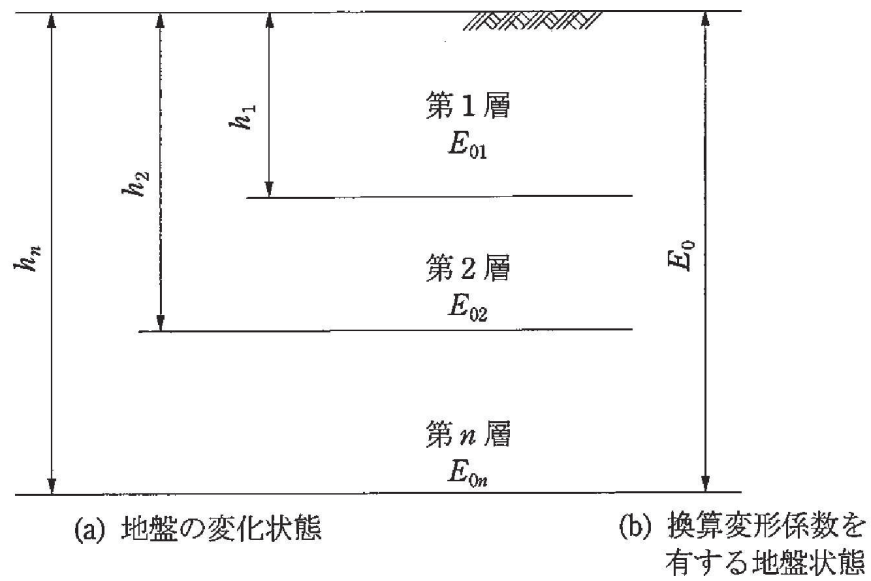 h₁
h₂
hₙ
第1層
E₀₁
第2層
E₀₂
第n層
E₀ₙ
E₀
(a) 地盤の変化状態
(b) 換算変形係数を
有する地盤状態